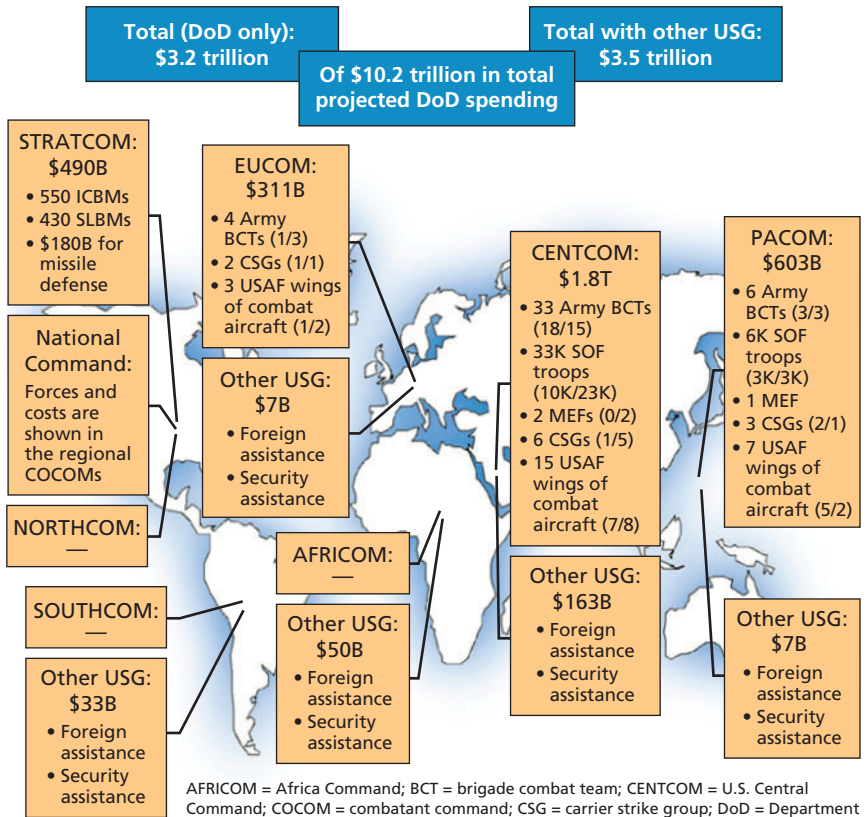 Total (DoD only):
$3.2 trillion
Of $10.2 trillion in total
projected DoD spending
Total with other USG:
$3.5 trillion
STRATCOM:
$490B
• 550 ICBMs
• 430 SLBMs
• $180B for
missile
defense
National
Command:
Forces and
costs are
shown in
the regional
COCOMs
NORTHCOM:
—
SOUTHCOM:
—
Other USG:
$33B
• Foreign
assistance
• Security
assistance
EUCOM:
$311B
• 4 Army
BCTs (1/3)
• 2 CSGs (1/1)
• 3 USAF wings
of combat
aircraft (1/2)
Other USG:
$7B
• Foreign
assistance
• Security
assistance
AFRICOM:
—
Other USG:
$50B
• Foreign
assistance
• Security
assistance
CENTCOM:
$1.8T
• 33 Army BCTs
(18/15)
• 33K SOF
troops
(10K/23K)
• 2 MEFs (0/2)
• 6 CSGs (1/5)
• 15 USAF
wings of
combat
aircraft (7/8)
Other USG:
$163B
• Foreign
assistance
• Security
assistance
PACOM:
$603B
• 6 Army
BCTs (3/3)
• 6K SOF
troops
(3K/3K)
• 1 MEF
• 3 CSGs (2/1)
• 7 USAF
wings of
combat
aircraft (5/2)
Other USG:
$7B
• Foreign
assistance
• Security
assistance
AFRICOM = Africa Command; BCT = brigade combat team; CENTCOM = U.S. Central
Command; COCOM = combatant command; CSG = carrier strike group; DoD = Department